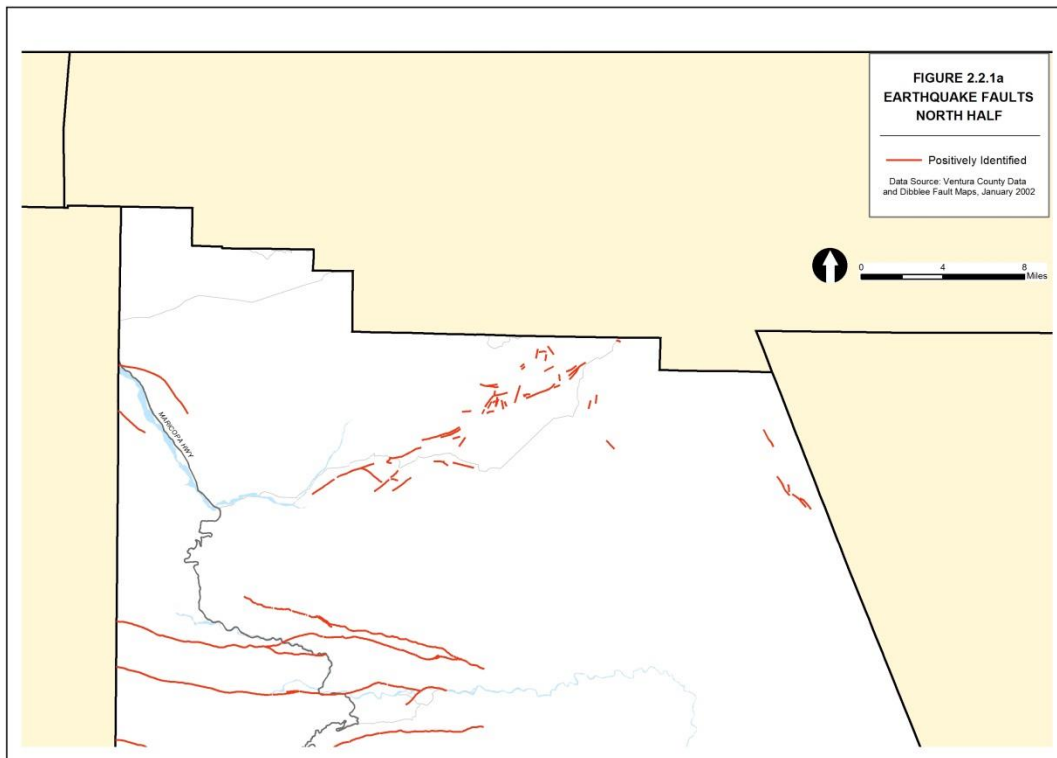 FIGURE 2.2.1a
EARTHQUAKE FAULTS
NORTH HALF
Positively Identified
Data Source: Ventura County Data
and Dibblee Fault Maps, January 2002
0 4 8
Miles
MARICOPA HWY